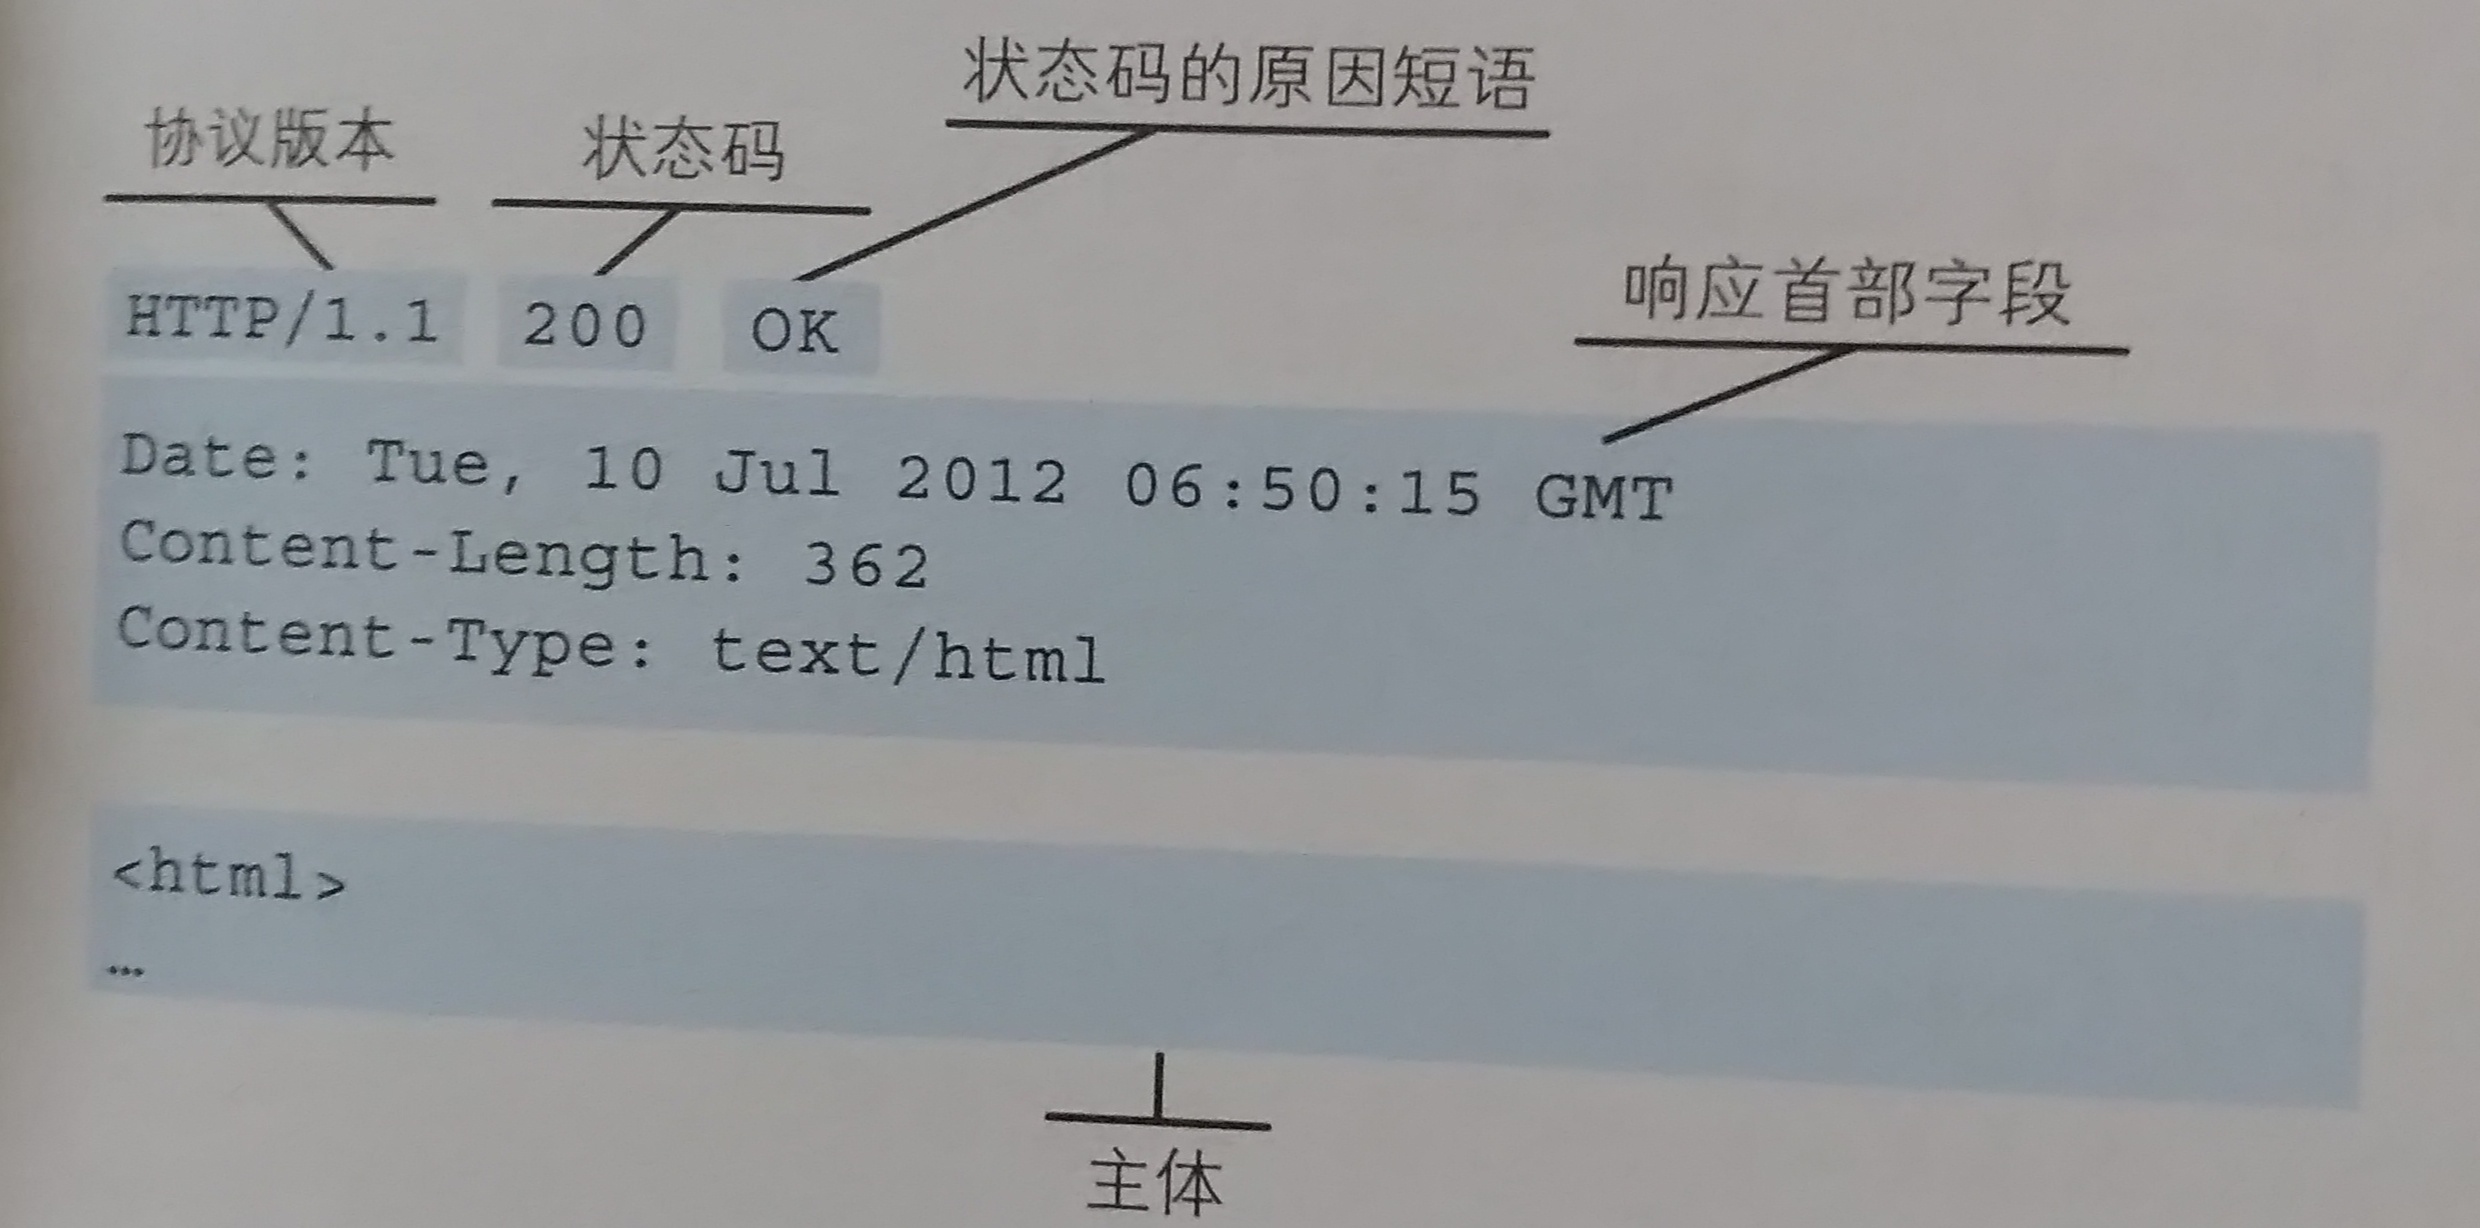 状态码的原因短语
协议版本 状态码
响应首部字段
HTTP/1.1 200 OK
Date: Tue, 10 Jul 2012 06:50:15 GMT
Content-Length: 362
Content-Type: text/html
<html>
…
主体